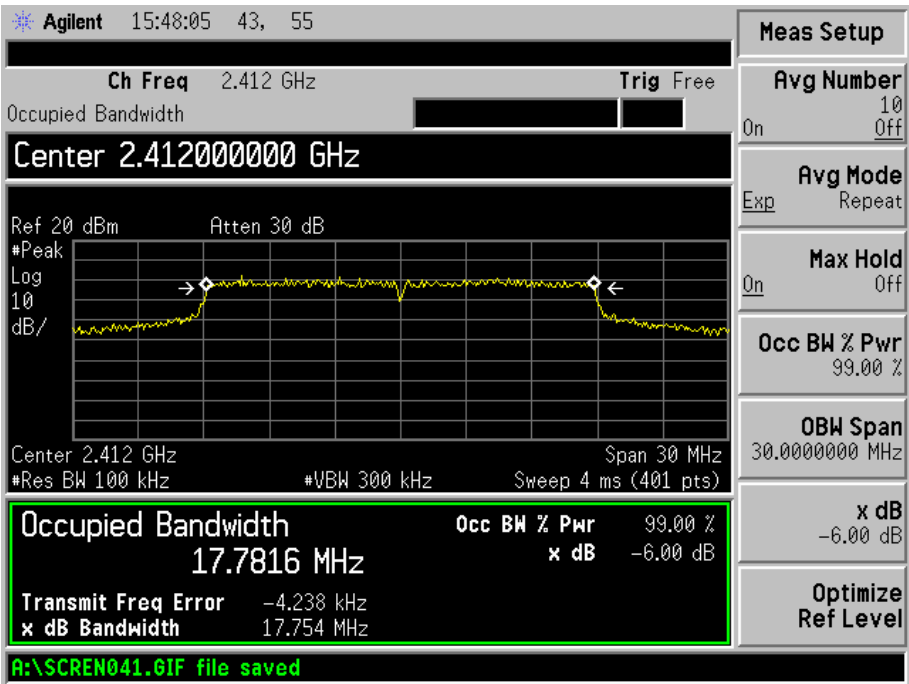 Agilent 15:48:05 43, 55
Ch Freq 2.412 GHz Trig Free
Occupied Bandwidth
Center 2.412000000 GHz
Ref 20 dBm Atten 30 dB
#Peak
Log
10
dB/
Center 2.412 GHz Span 30 MHz
#Res BW 100 kHz #VBW 300 kHz Sweep 4 ms (401 pts)
Occupied Bandwidth Occ BW % Pwr 99.00 %
17.7816 MHz x dB -6.00 dB
Transmit Freq Error -4.238 kHz
x dB Bandwidth 17.754 MHz
A:\SCREN041.GIF file saved
Meas Setup
Avg Number
10
On Off
Avg Mode
Exp Repeat
Max Hold
On Off
Occ BW % Pwr
99.00 %
OBW Span
30.0000000 MHz
x dB
-6.00 dB
Optimize
Ref Level